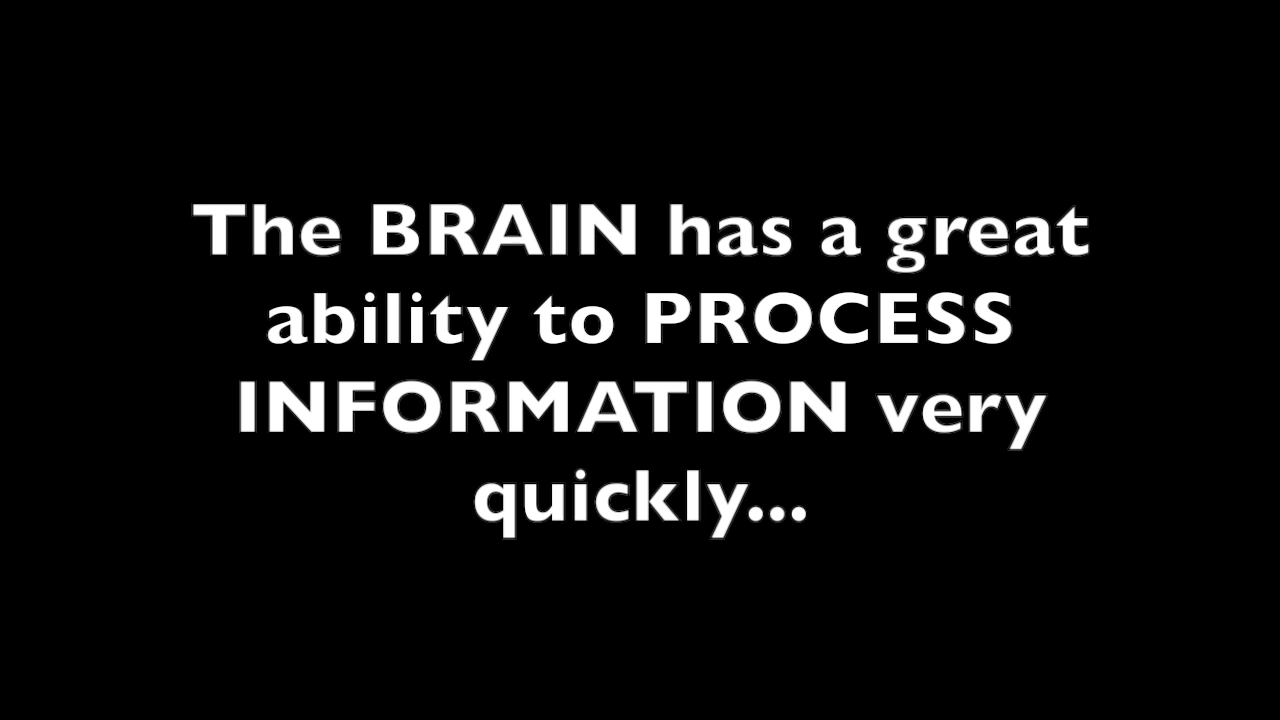 The BRAIN has a great
ability to PROCESS
INFORMATION very
quickly...